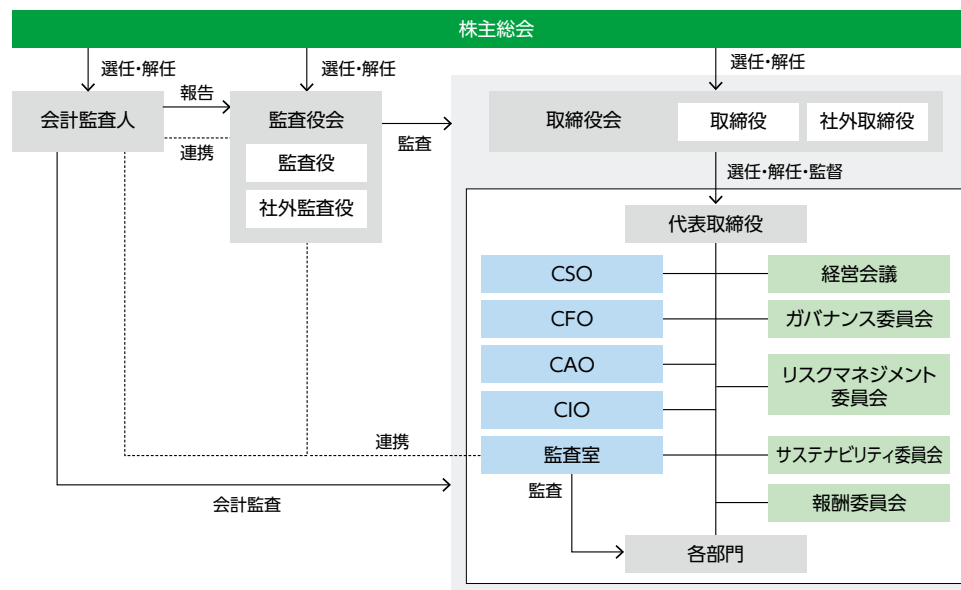 株主総会
選任・解任
選任・解任
選任・解任
会計監査人
報告
連携
監査役会
監査役
社外監査役
監査
取締役会
取締役
社外取締役
選任・解任・監督
代表取締役
CSO
経営会議
CFO
ガバナンス委員会
CAO
リスクマネジメント
委員会
CIO
連携
監査室
サステナビリティ委員会
会計監査
監査
報酬委員会
各部門